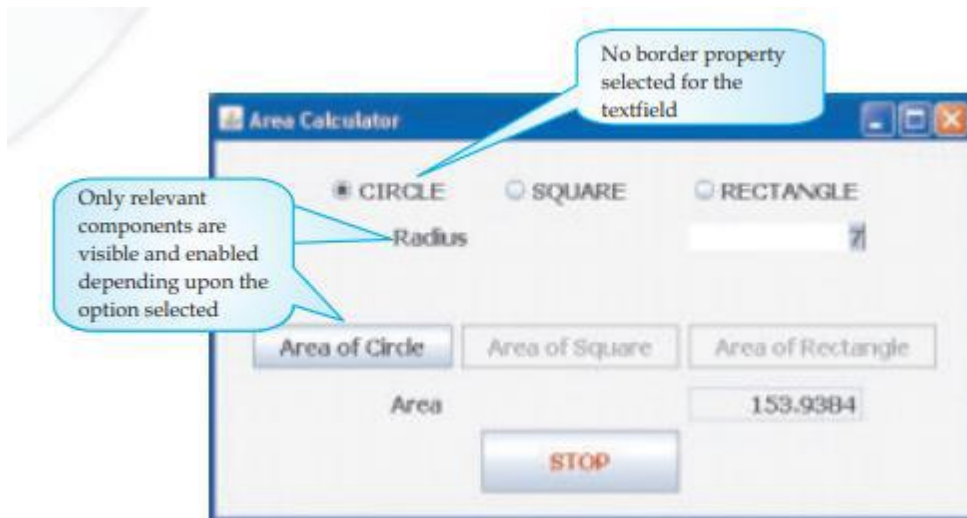 No border property
selected for the
textfield
Area Calculator
Only relevant
components are
visible and enabled
depending upon the
option selected
CIRCLE SQUARE RECTANGLE
Radius 7
Area of Circle Area of Square Area of Rectangle
Area 153.9384
STOP